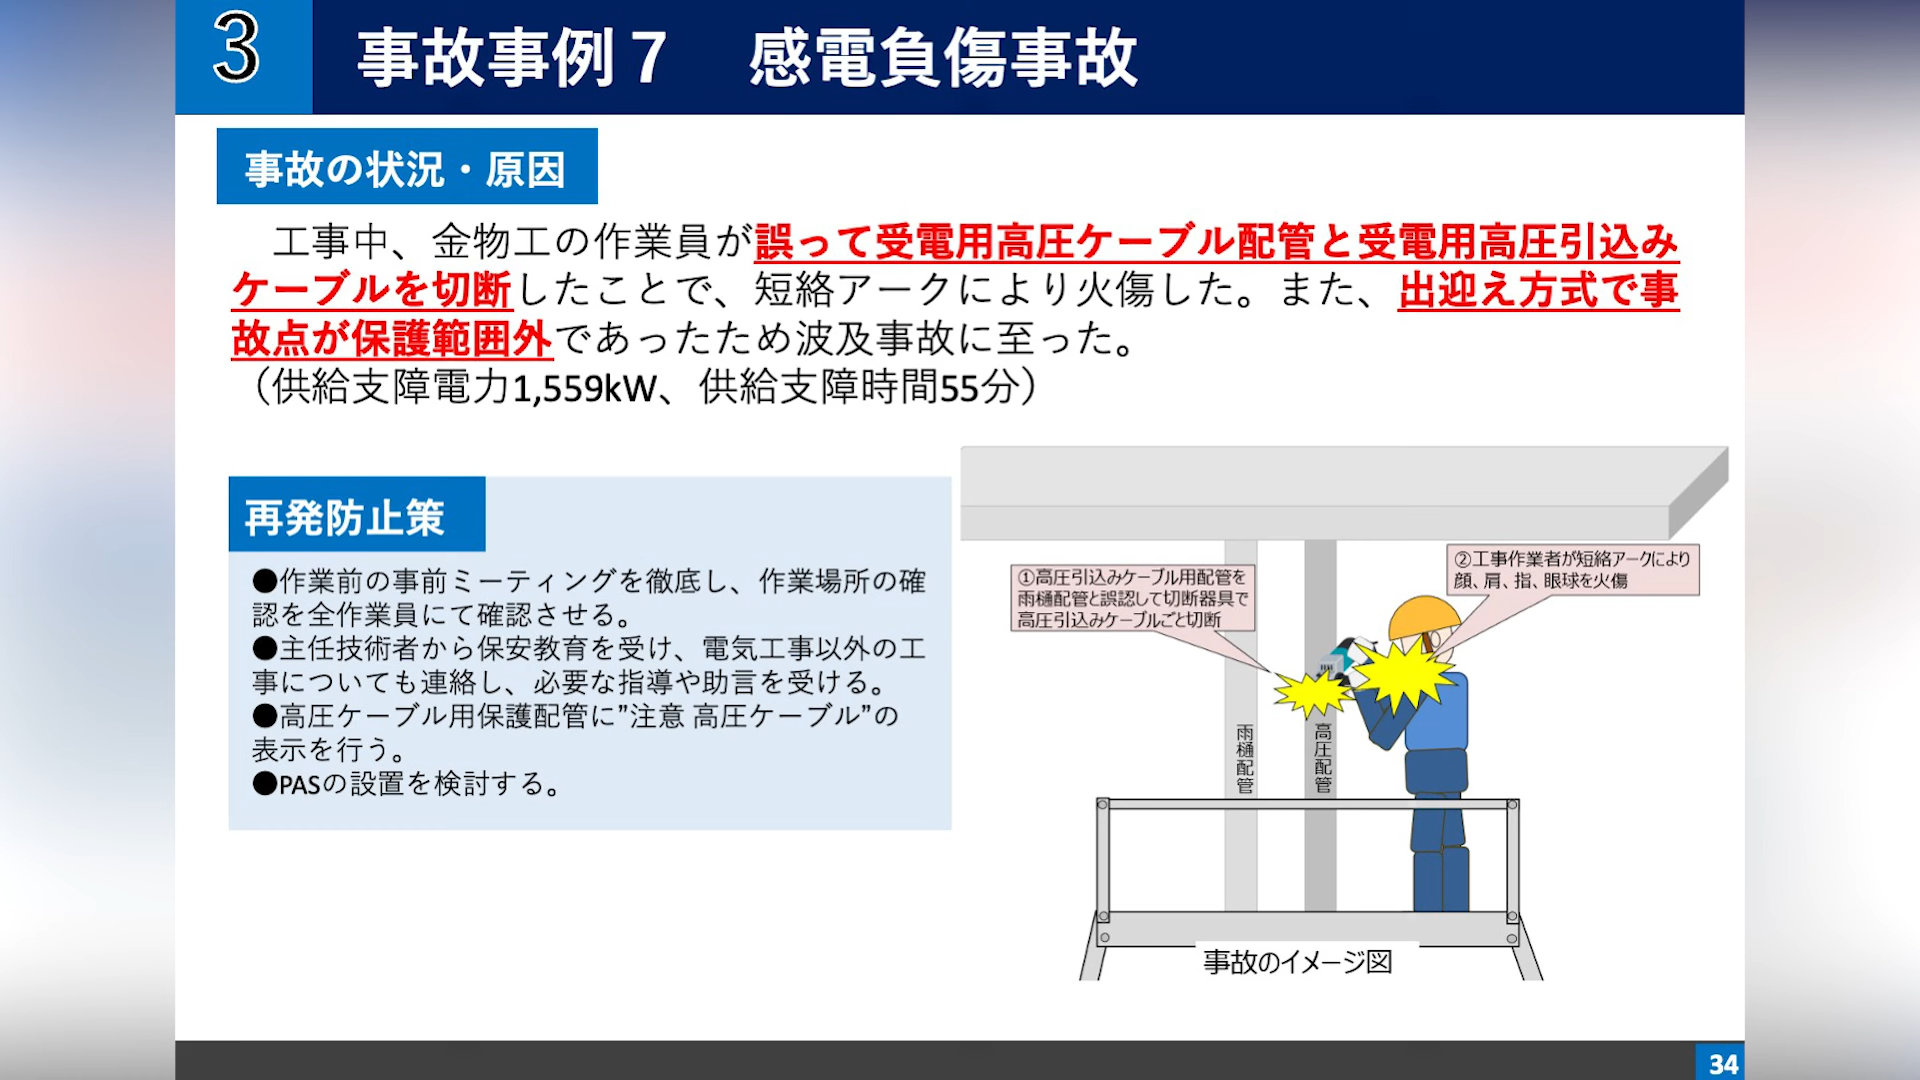 3
事故事例７　感電負傷事故
事故の状況・原因
工事中、金物工の作業員が誤って受電用高圧ケーブル配管と受電用高圧引込み
ケーブルを切断したことで、短絡アークにより火傷した。また、出迎え方式で事
故点が保護範囲外であったため波及事故に至った。
（供給支障電力1,559kW、供給支障時間55分）
再発防止策
●作業前の事前ミーティングを徹底し、作業場所の確
認を全作業員にて確認させる。
●主任技術者から保安教育を受け、電気工事以外の工
事についても連絡し、必要な指導や助言を受ける。
●高圧ケーブル用保護配管に”注意 高圧ケーブル”の
表示を行う。
●PASの設置を検討する。
①高圧引込みケーブル用配管を
雨樋配管と誤認して切断器具で
高圧引込みケーブルごと切断
②工事作業者が短絡アークにより
顔、肩、指、眼球を火傷
雨樋配管
高圧配管
事故のイメージ図
34